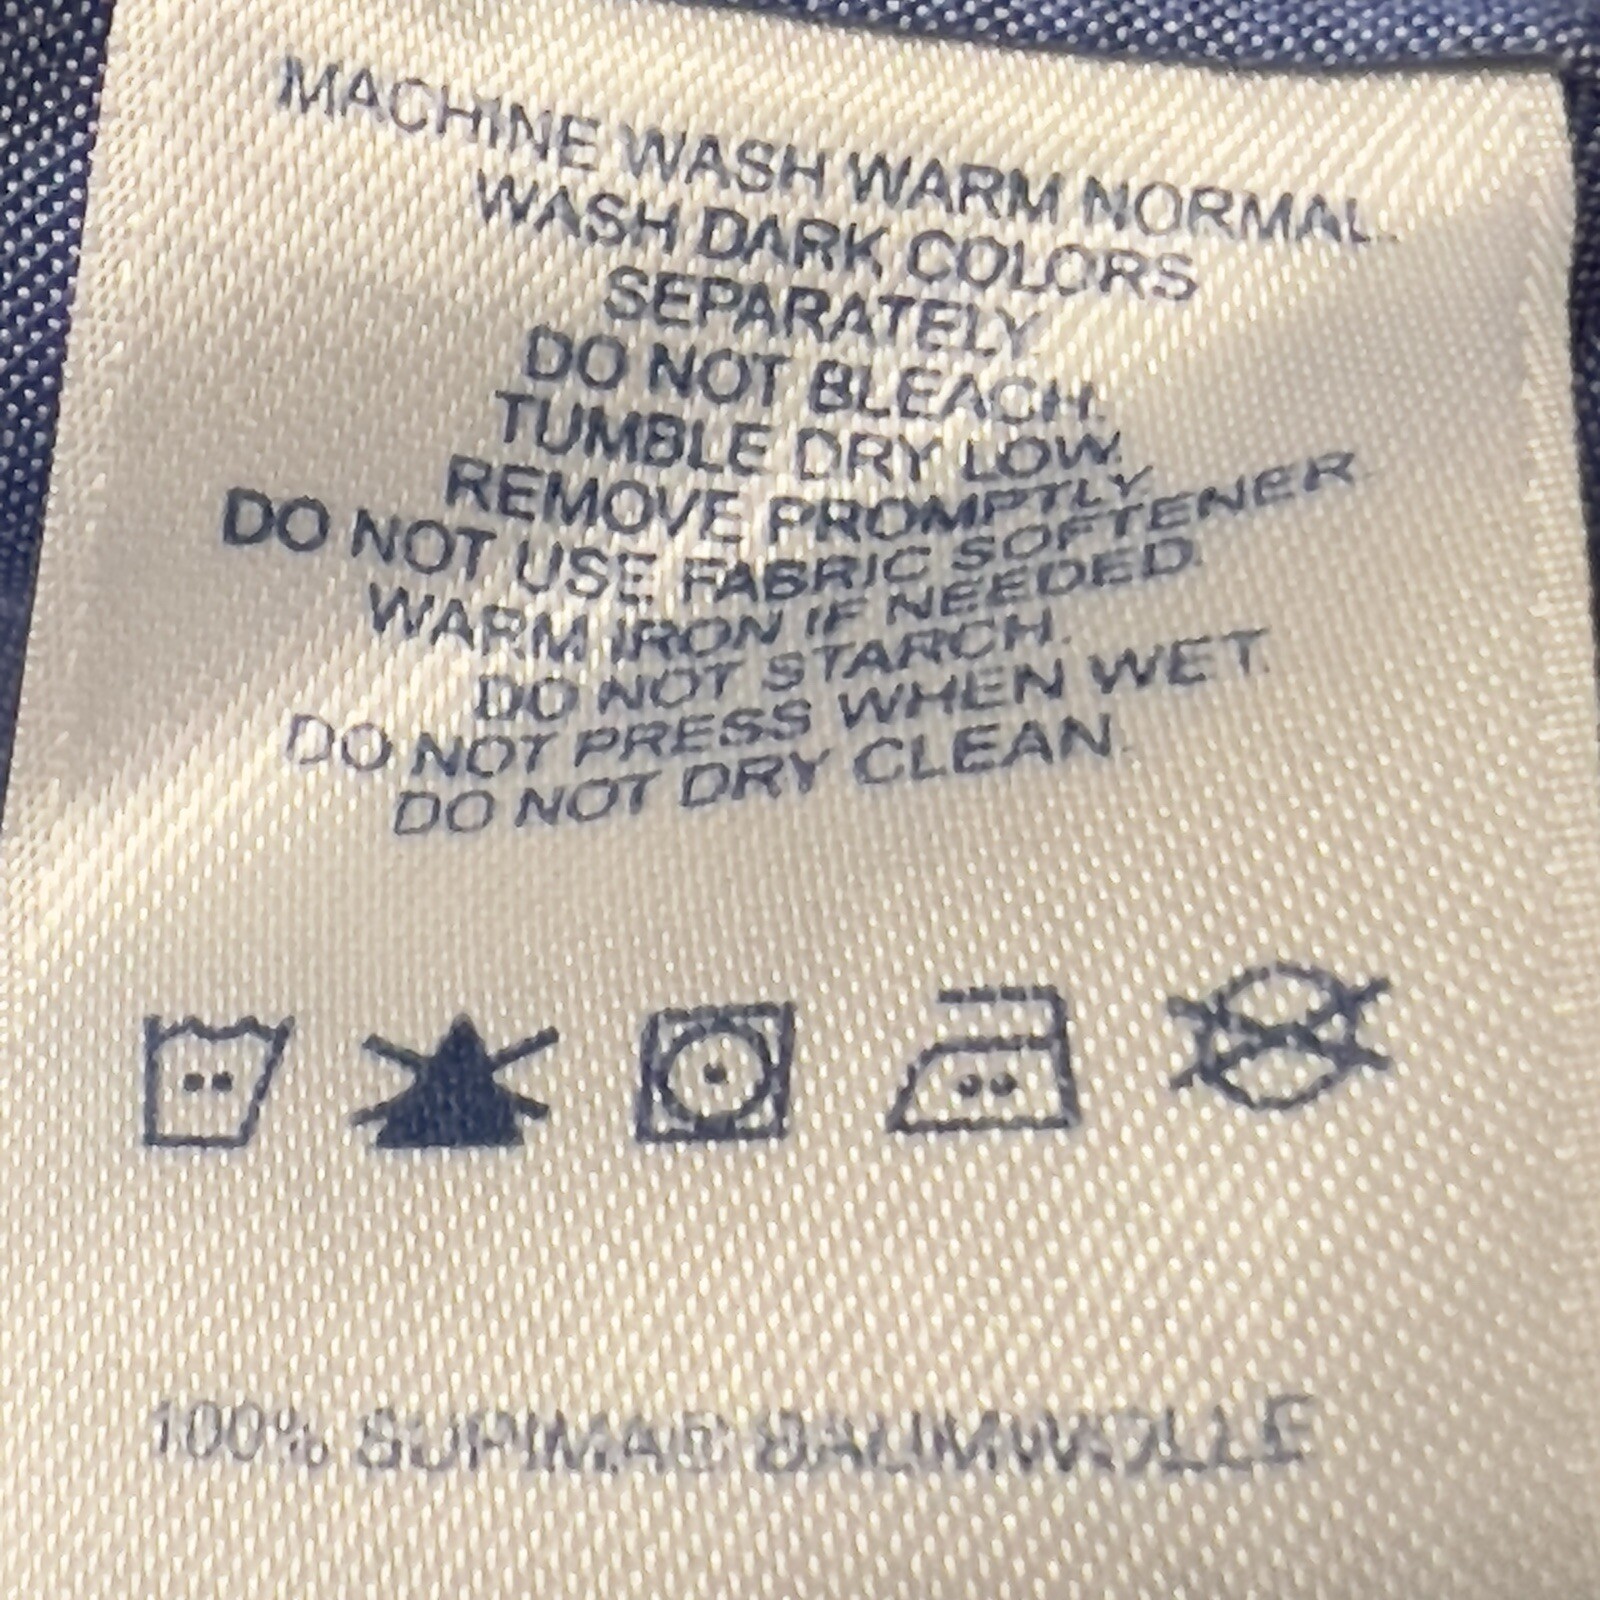 MACHINE WASH WARM NORMAL.
WASH DARK COLORS
SEPARATELY.
DO NOT BLEACH.
TUMBLE DRY LOW.
REMOVE PROMPTLY.
DO NOT USE FABRIC SOFTENER.
WARM IRON IF NEEDED.
DO NOT STARCH.
DO NOT PRESS WHEN WET.
DO NOT DRY CLEAN.
100% SUPIMA® BAUMWOLLE